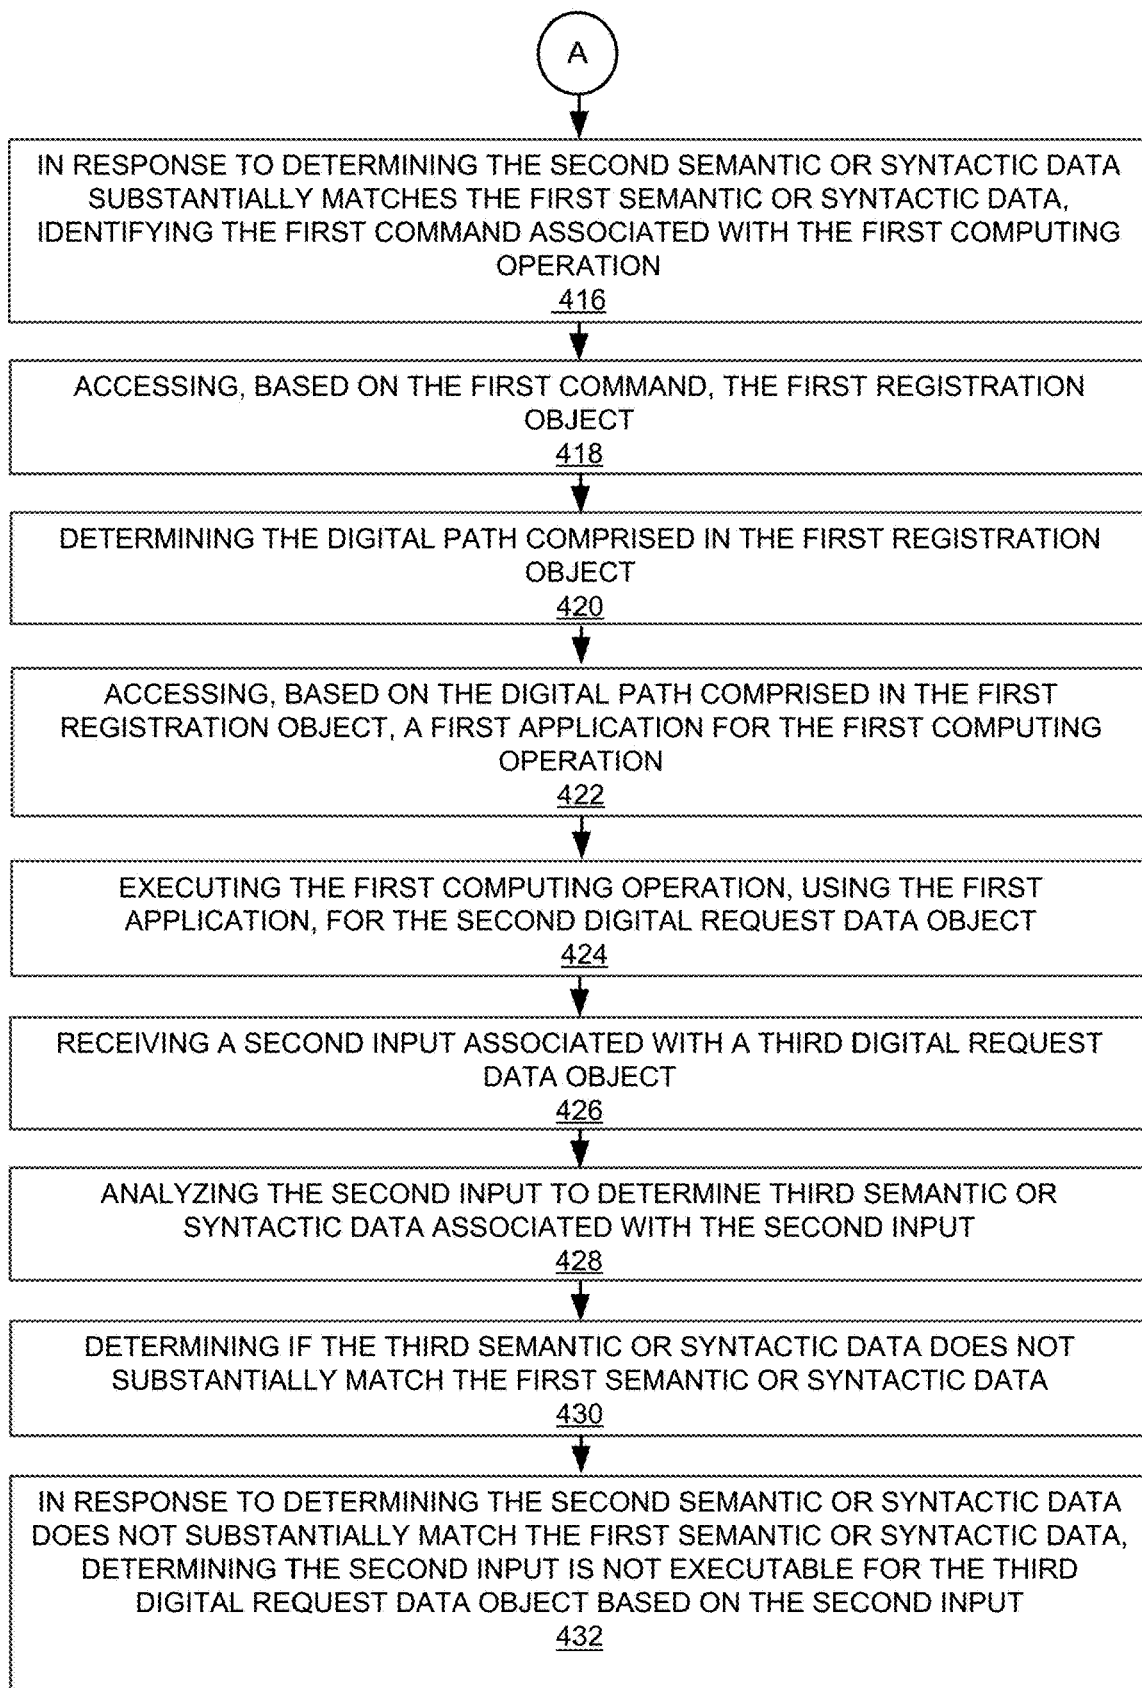 A
IN RESPONSE TO DETERMINING THE SECOND SEMANTIC OR SYNTACTIC DATA
SUBSTANTIALLY MATCHES THE FIRST SEMANTIC OR SYNTACTIC DATA,
IDENTIFYING THE FIRST COMMAND ASSOCIATED WITH THE FIRST COMPUTING
OPERATION
416
ACCESSING, BASED ON THE FIRST COMMAND, THE FIRST REGISTRATION
OBJECT
418
DETERMINING THE DIGITAL PATH COMPRISED IN THE FIRST REGISTRATION
OBJECT
420
ACCESSING, BASED ON THE DIGITAL PATH COMPRISED IN THE FIRST
REGISTRATION OBJECT, A FIRST APPLICATION FOR THE FIRST COMPUTING
OPERATION
422
EXECUTING THE FIRST COMPUTING OPERATION, USING THE FIRST
APPLICATION, FOR THE SECOND DIGITAL REQUEST DATA OBJECT
424
RECEIVING A SECOND INPUT ASSOCIATED WITH A THIRD DIGITAL REQUEST
DATA OBJECT
426
ANALYZING THE SECOND INPUT TO DETERMINE THIRD SEMANTIC OR
SYNTACTIC DATA ASSOCIATED WITH THE SECOND INPUT
428
DETERMINING IF THE THIRD SEMANTIC OR SYNTACTIC DATA DOES NOT
SUBSTANTIALLY MATCH THE FIRST SEMANTIC OR SYNTACTIC DATA
430
IN RESPONSE TO DETERMINING THE SECOND SEMANTIC OR SYNTACTIC DATA
DOES NOT SUBSTANTIALLY MATCH THE FIRST SEMANTIC OR SYNTACTIC DATA,
DETERMINING THE SECOND INPUT IS NOT EXECUTABLE FOR THE THIRD
DIGITAL REQUEST DATA OBJECT BASED ON THE SECOND INPUT
432